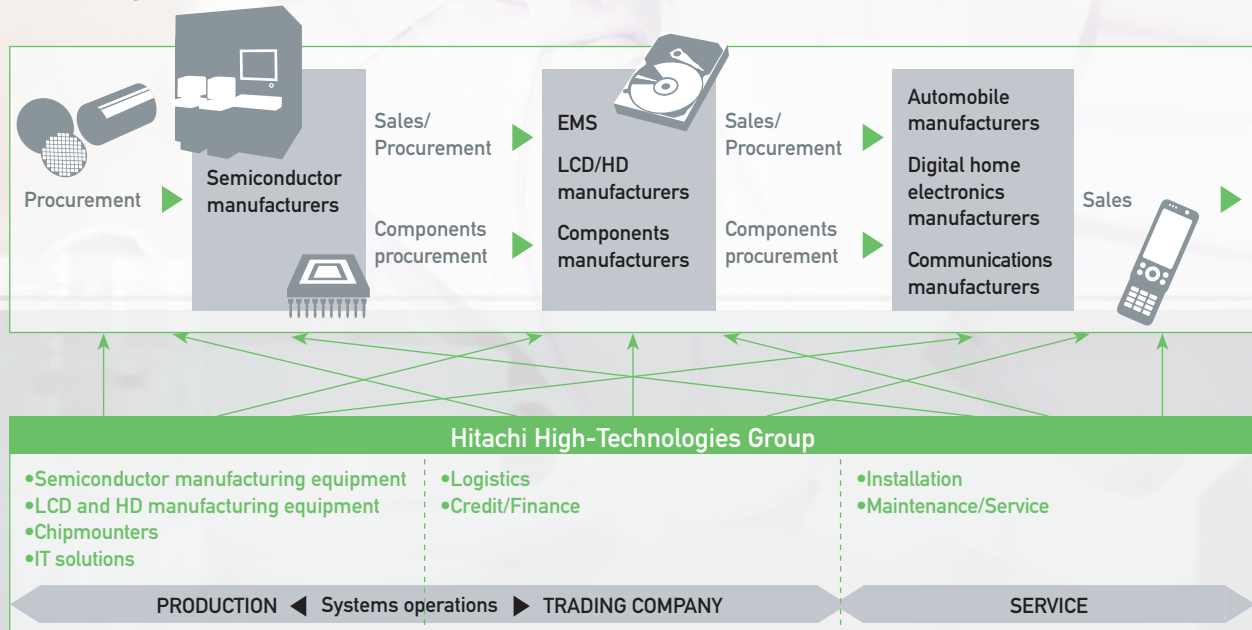 Procurement
Semiconductor
manufacturers
Sales/
Procurement
Components
procurement
EMS
LCD/HD
manufacturers
Components
manufacturers
Sales/
Procurement
Components
procurement
Automobile
manufacturers
Digital home
electronics
manufacturers
Communications
manufacturers
Sales
Hitachi High-Technologies Group
•Semiconductor manufacturing equipment
•LCD and HD manufacturing equipment
•Chipmounters
•IT solutions
•Logistics
•Credit/Finance
•Installation
•Maintenance/Service
PRODUCTION ◀ Systems operations ▶ TRADING COMPANY
SERVICE